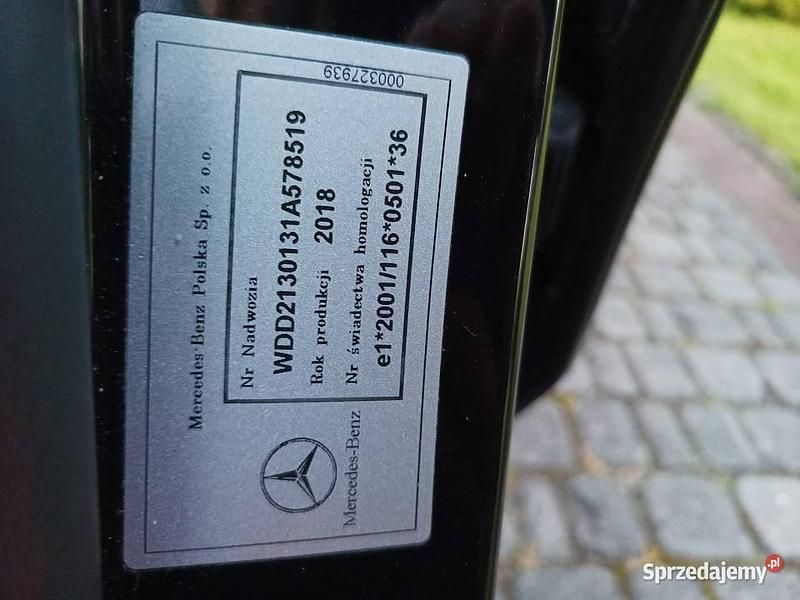 Mercedes-Benz Polska Sp. z o.o.
000327939
Nr Nadwozia
WDD2130131A578519
Rok produkcji 2018
Nr świadectwa homologacji
e1*2001/116*0501*36
Mercedes-Benz
Sprzedajemy.pl